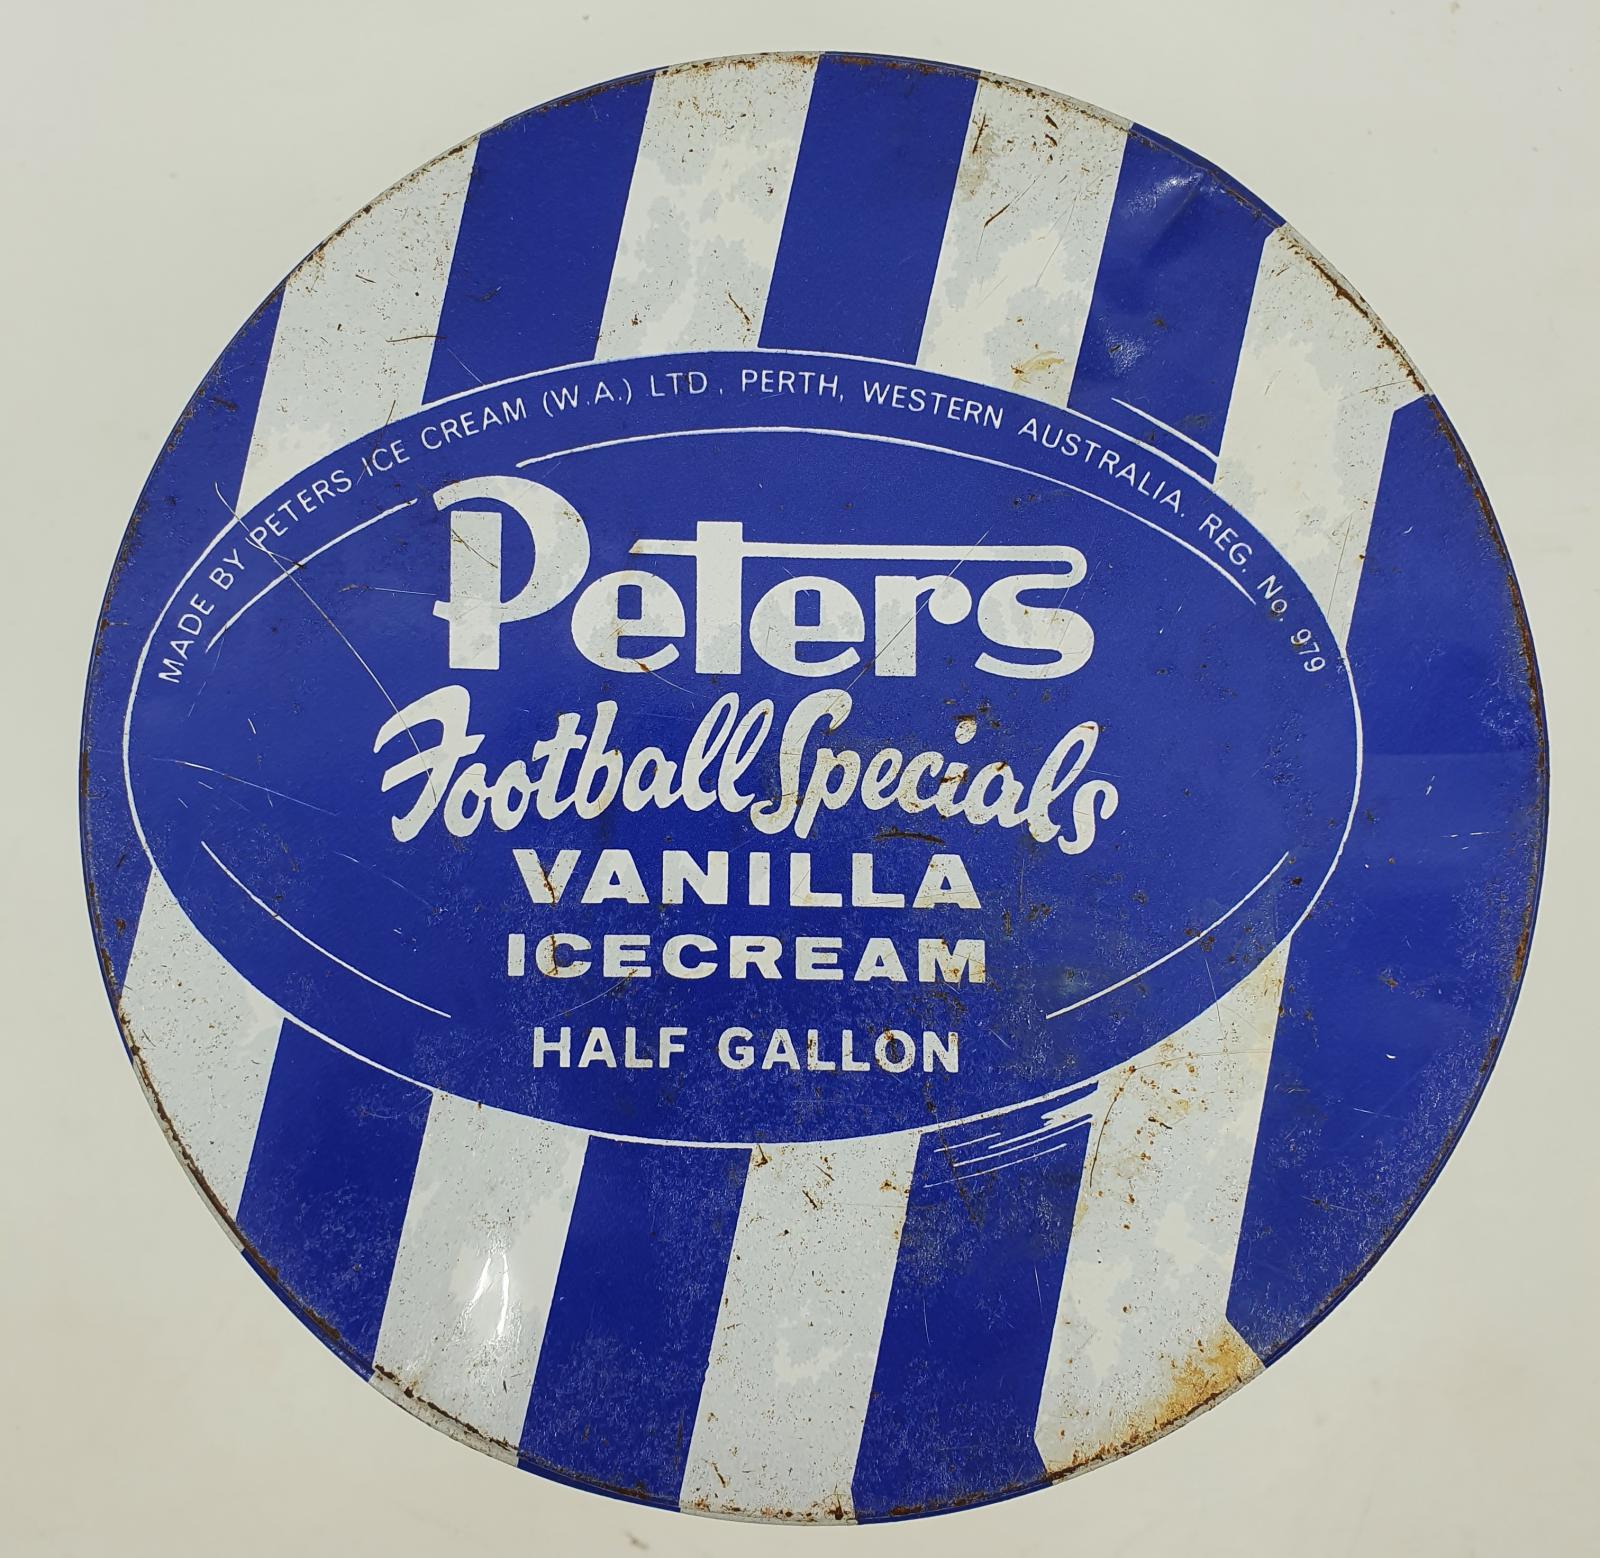 MADE BY PETERS ICE CREAM (W.A.) LTD, PERTH, WESTERN AUSTRALIA. REG. No. 979
Peters
Football Specials
VANILLA
ICECREAM
HALF GALLON